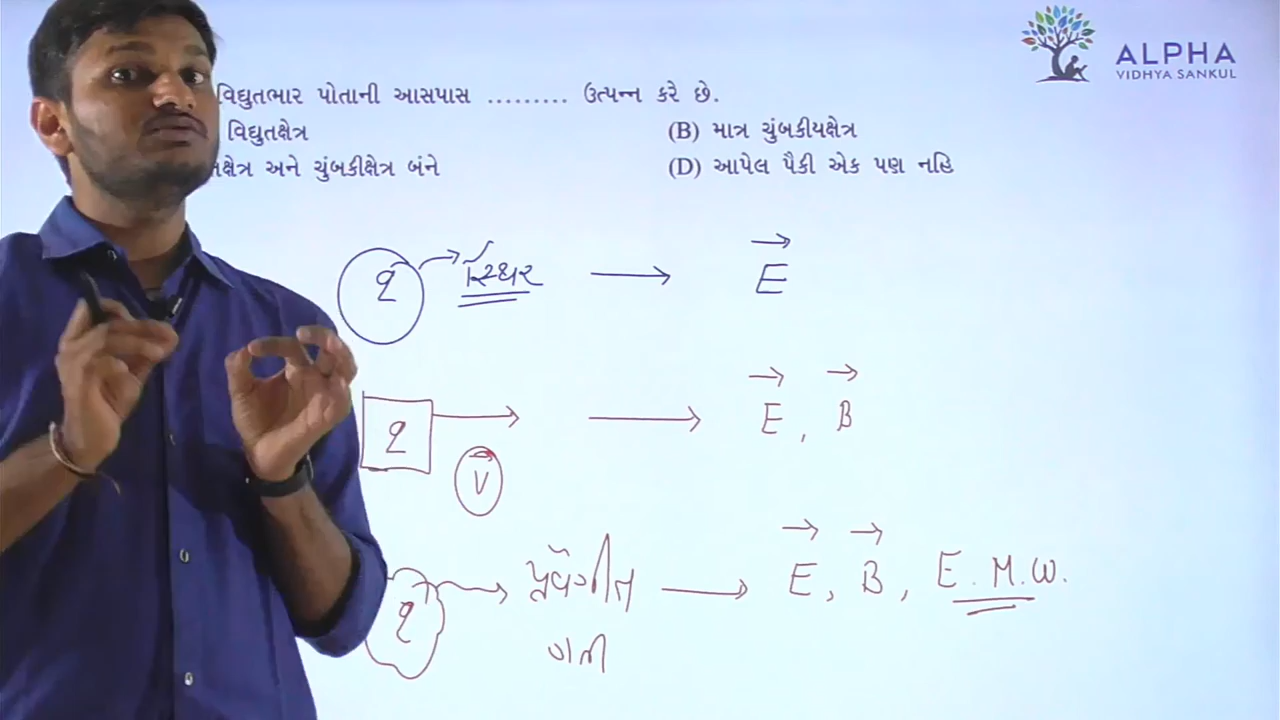 ALPHA
VIDHYA SANKUL
વિદ્યુતભાર પોતાની આસપાસ ......... ઉત્પન્ન કરે છે.
વિદ્યુતક્ષેત્ર
(B) માત્ર ચુંબકીયક્ષેત્ર
તક્ષેત્ર અને ચુંબકીક્ષેત્ર બંને
(D) આપેલ પૈકી એક પણ નહિ
q → સ્થિર → E
q → V → E, B
q → પ્રવેગીત ગતી → E, B, E.M.W.